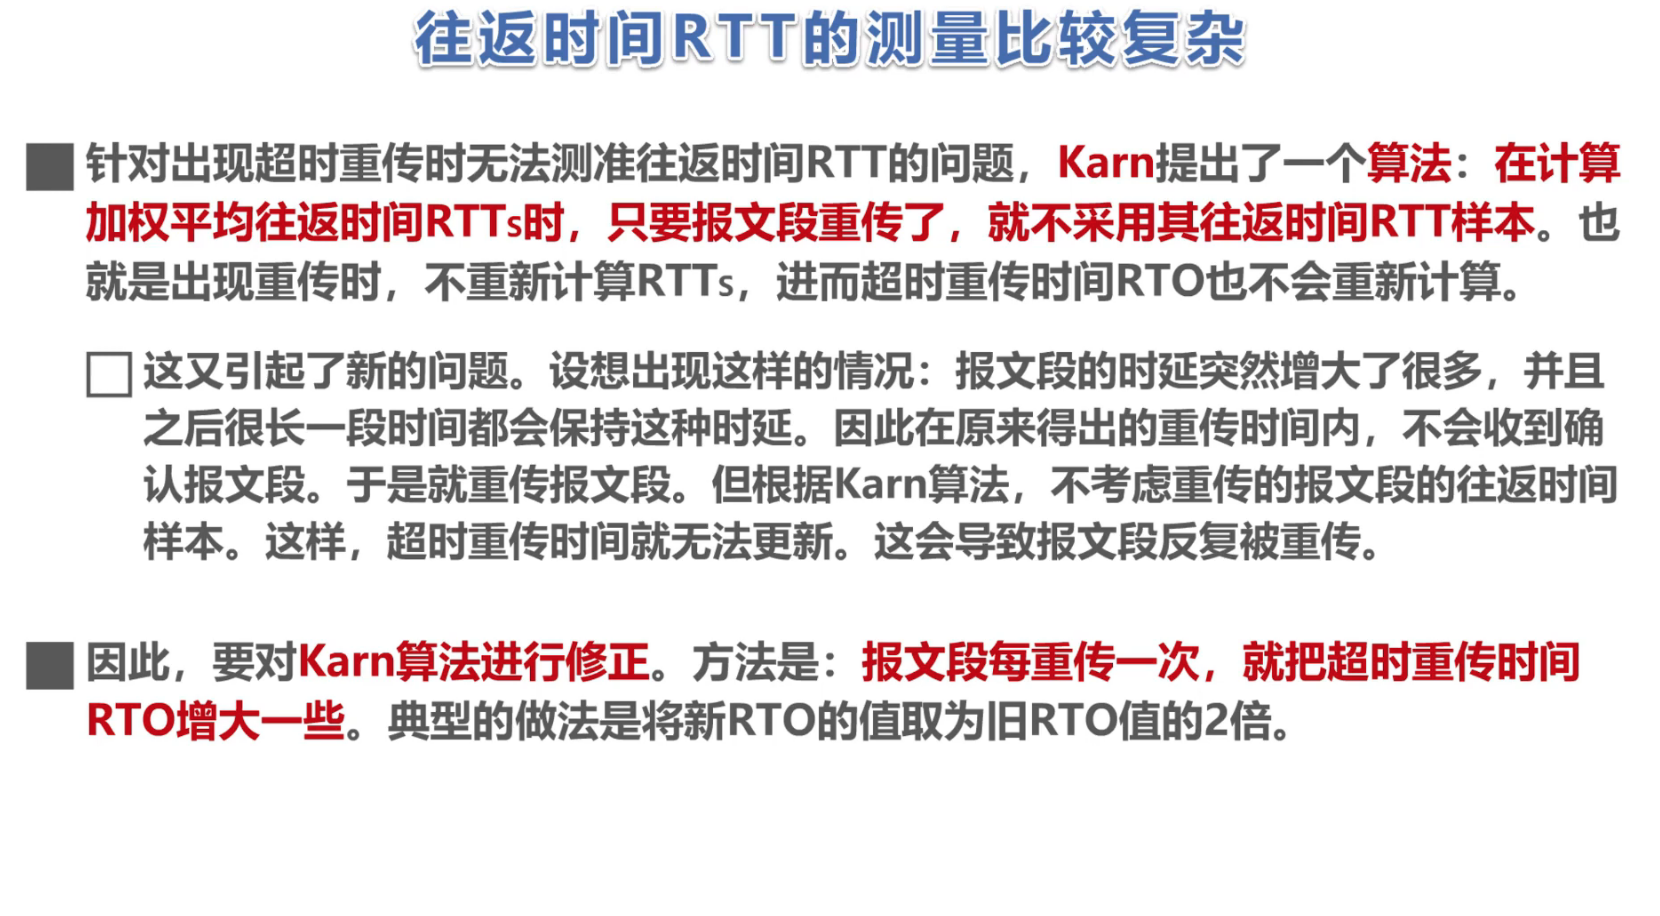 往返时间RTT的测量比较复杂
针对出现超时重传时无法测准往返时间RTT的问题，Karn提出了一个算法：在计算
加权平均往返时间RTTs时，只要报文段重传了，就不采用其往返时间RTT样本。也
就是出现重传时，不重新计算RTTs，进而超时重传时间RTO也不会重新计算。
这又引起了新的问题。设想出现这样的情况：报文段的时延突然增大了很多，并且
之后很长一段时间都会保持这种时延。因此在原来得出的重传时间内，不会收到确
认报文段。于是就重传报文段。但根据Karn算法，不考虑重传的报文段的往返时间
样本。这样，超时重传时间就无法更新。这会导致报文段反复被重传。
因此，要对Karn算法进行修正。方法是：报文段每重传一次，就把超时重传时间
RTO增大一些。典型的做法是将新RTO的值取为旧RTO值的2倍。